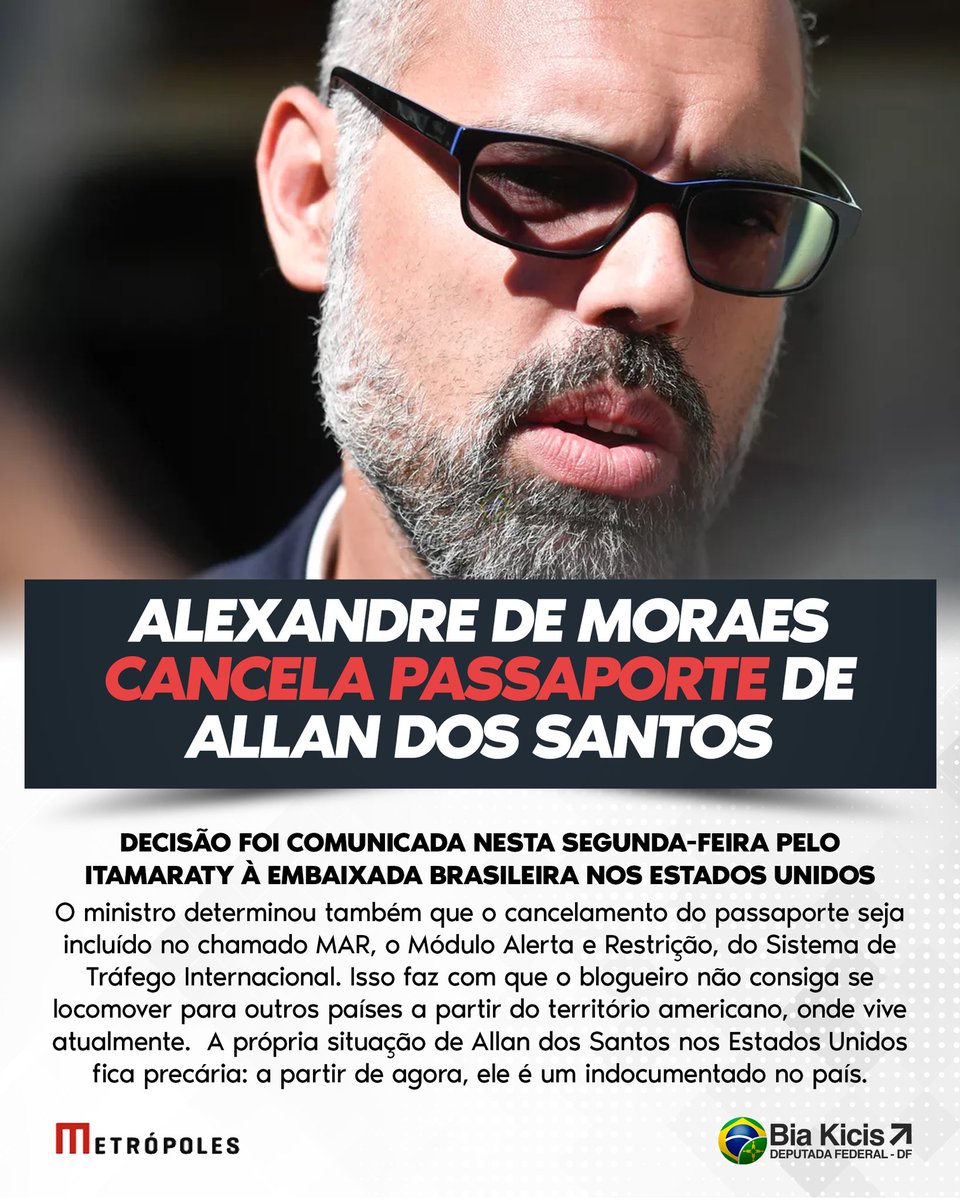 ALEXANDRE DE MORAES
CANCELA PASSAPORTE DE
ALLAN DOS SANTOS
DECISÃO FOI COMUNICADA NESTA SEGUNDA-FEIRA PELO
ITAMARATY À EMBAIXADA BRASILEIRA NOS ESTADOS UNIDOS
O ministro determinou também que o cancelamento do passaporte seja
incluído no chamado MAR, o Módulo Alerta e Restrição, do Sistema de
Tráfego Internacional. Isso faz com que o blogueiro não consiga se
locomover para outros países a partir do território americano, onde vive
atualmente.  A própria situação de Allan dos Santos nos Estados Unidos
fica precária: a partir de agora, ele é um indocumentado no país.
METRÓPOLES
Bia Kicis
DEPUTADA FEDERAL - DF